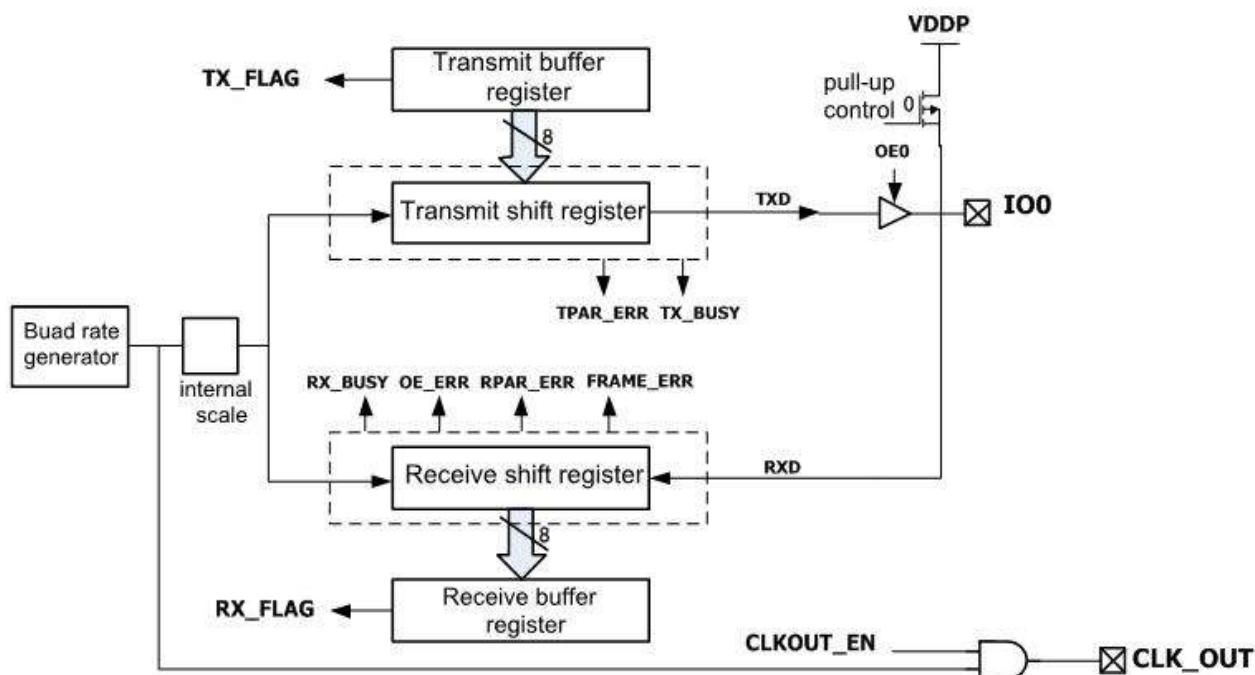 VDDP
Transmit buffer
register
TX_FLAG
pull-up
control
0
8
OE0
Transmit shift register
TXD
IO0
TPAR_ERR TX_BUSY
Buad rate
generator
internal
scale
RX_BUSY OE_ERR RPAR_ERR FRAME_ERR
Receive shift register
RXD
8
Receive buffer
register
RX_FLAG
CLKOUT_EN
CLK_OUT